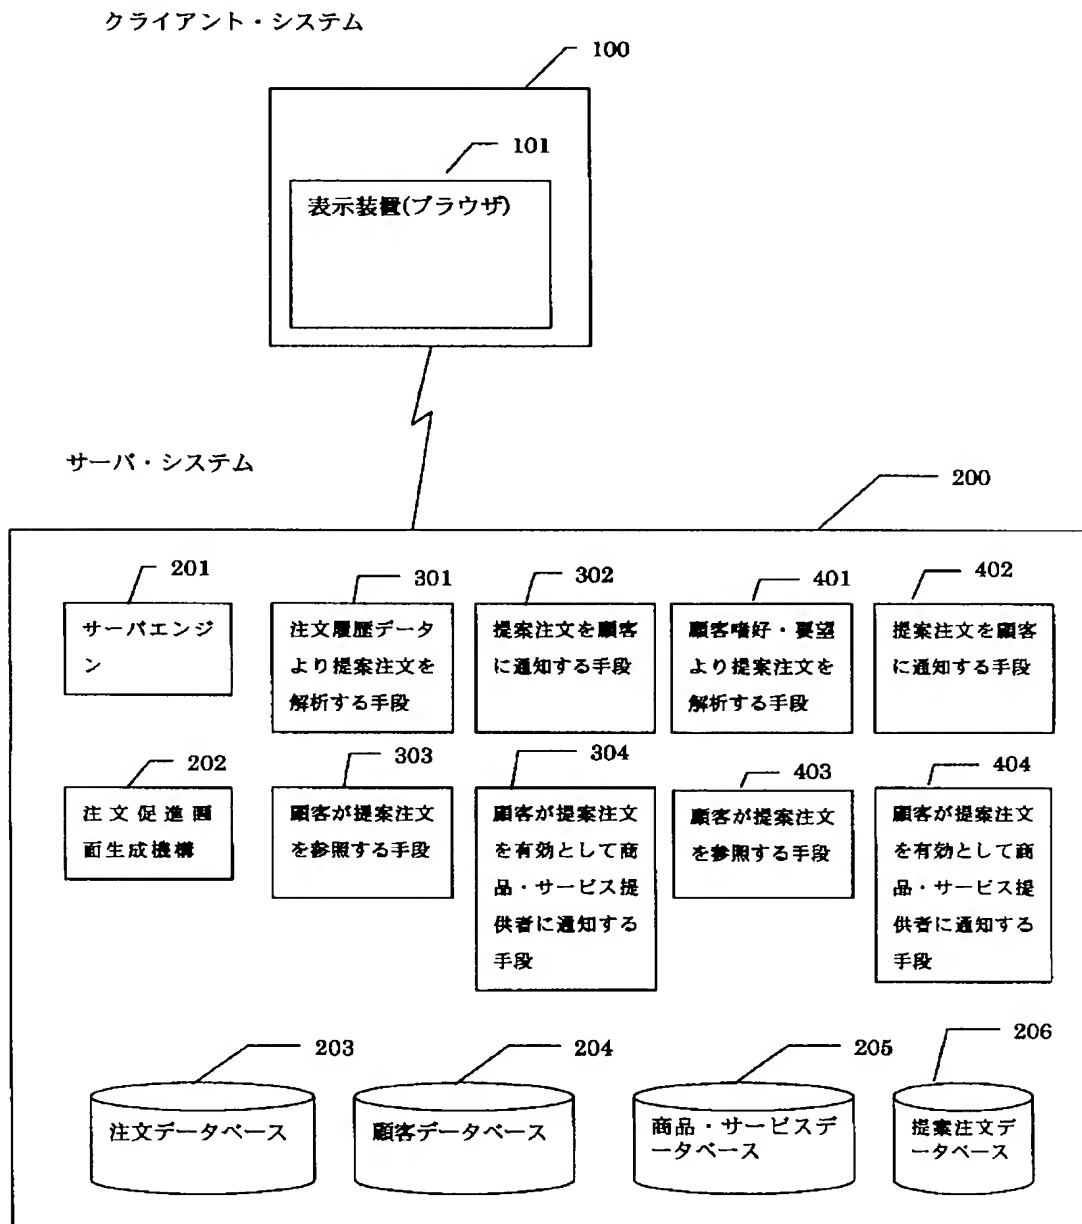 クライアント・システム
100
101
表示装置(ブラウザ)
サーバ・システム
200
201
301
302
401
402
サーバエンジ
ン
注文履歴データ
より提案注文を
解析する手段
提案注文を顧客
に通知する手段
顧客嗜好・要望
より提案注文を
解析する手段
提案注文を顧客
に通知する手段
202
303
304
403
404
注文促進画
面生成機構
顧客が提案注文
を参照する手段
顧客が提案注文
を有効として商
品・サービス提
供者に通知する
手段
顧客が提案注文
を参照する手段
顧客が提案注文
を有効として商
品・サービス提
供者に通知する
手段
203
204
205
206
注文データベース
顧客データベース
商品・サービスデ
ータベース
提案注文デ
ータベース